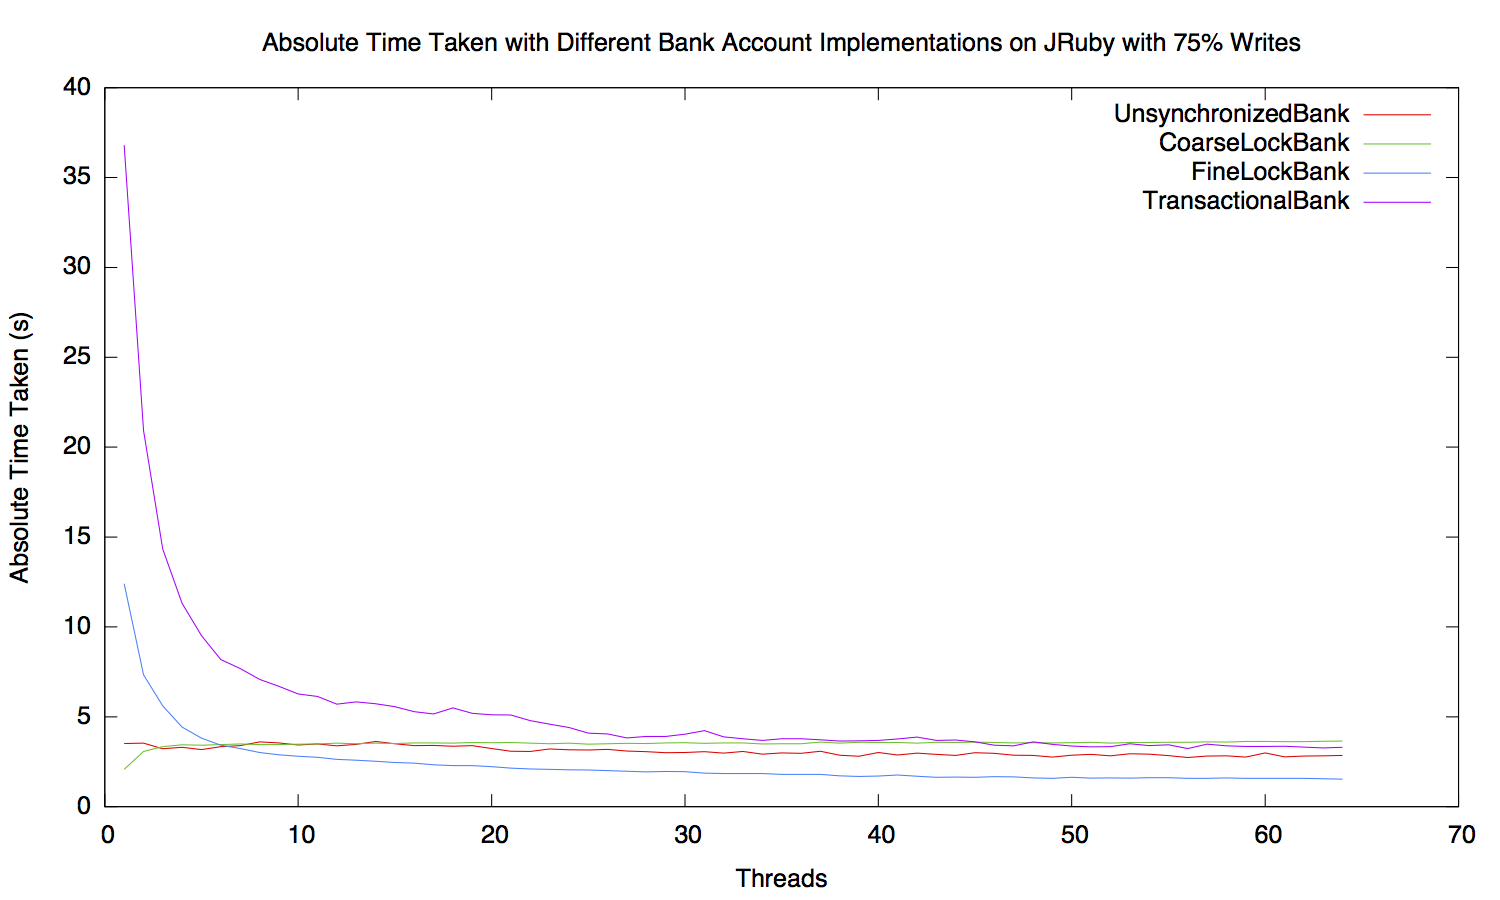 Absolute Time Taken with Different Bank Account Implementations on JRuby with 75% Writes
40
35
30
25
20
15
10
5
0
Absolute Time Taken (s)
UnsynchronizedBank
CoarseLockBank
FineLockBank
TransactionalBank
0 10 20 30 40 50 60 70
Threads